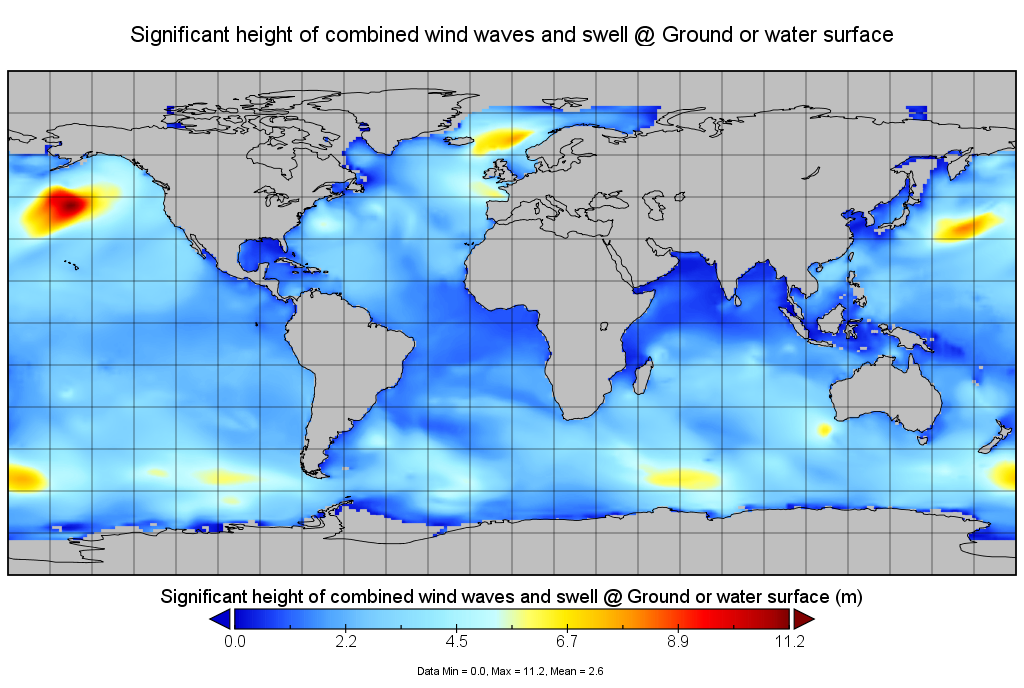 Significant height of combined wind waves and swell @ Ground or water surface
Significant height of combined wind waves and swell @ Ground or water surface (m)
0.0 2.2 4.5 6.7 8.9 11.2
Data Min = 0.0, Max = 11.2, Mean = 2.6